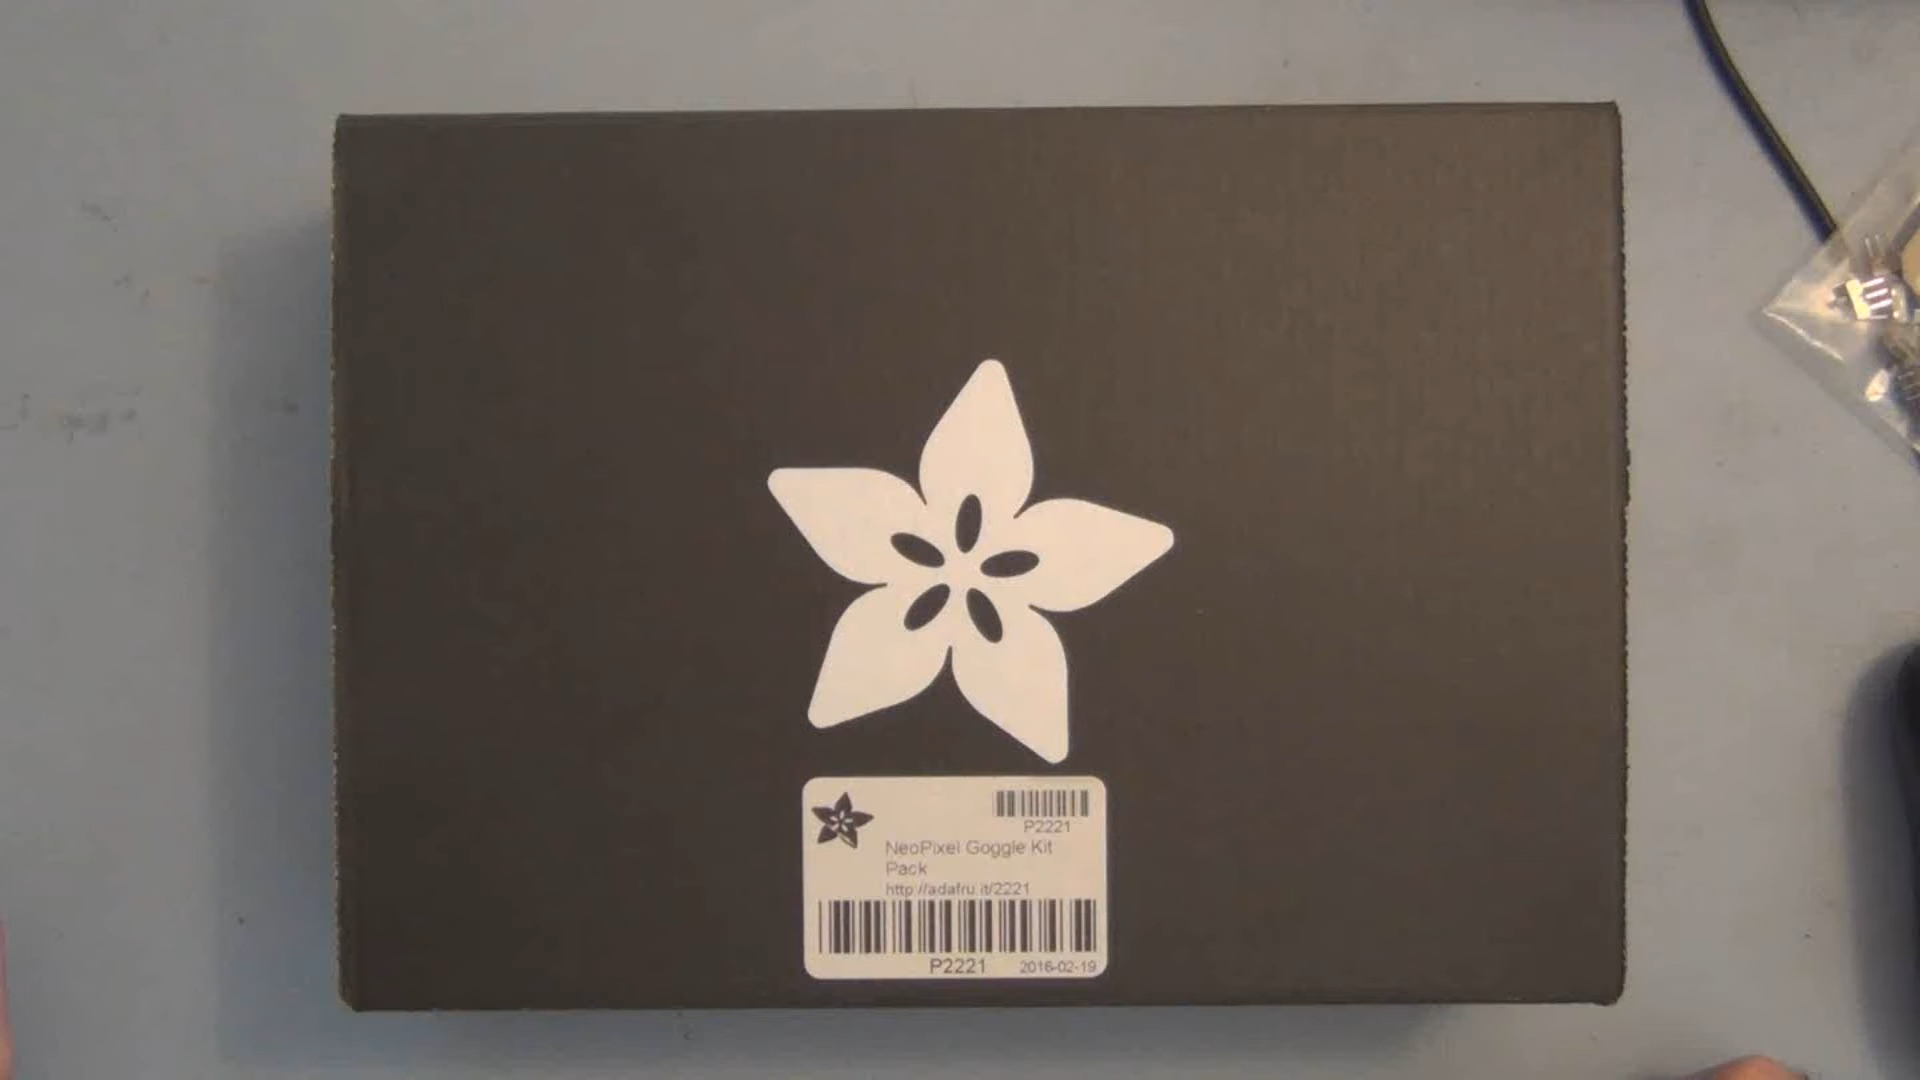 P2221
NeoPixel Goggle Kit
Pack
http://adafru.it/2221
P2221 2016-02-19